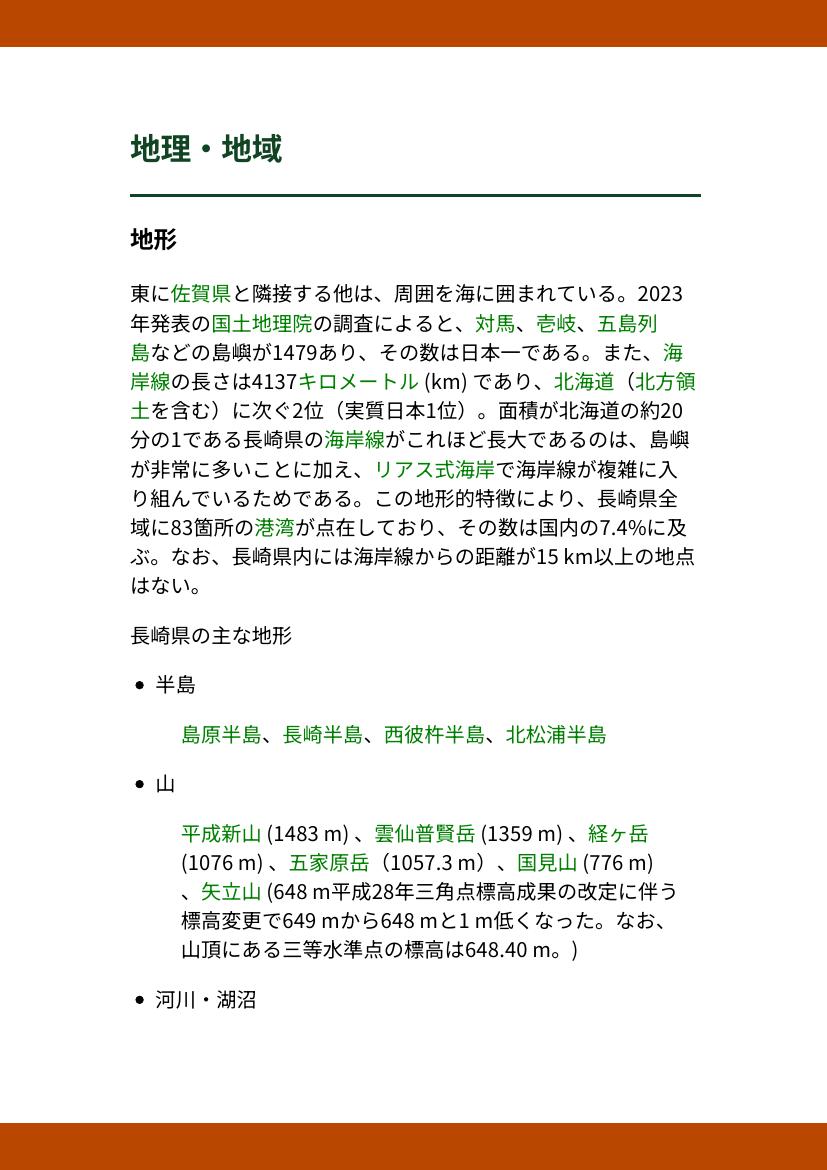 地理・地域
地形
東に佐賀県と隣接する他は、周囲を海に囲まれている。2023
年発表の国土地理院の調査によると、対馬、壱岐、五島列
島などの島嶼が1479あり、その数は日本一である。また、海
岸線の長さは4137キロメートル (km) であり、北海道（北方領
土を含む）に次ぐ2位（実質日本1位）。面積が北海道の約20
分の1である長崎県の海岸線がこれほど長大であるのは、島嶼
が非常に多いことに加え、リアス式海岸で海岸線が複雑に入
り組んでいるためである。この地形的特徴により、長崎県全
域に83箇所の港湾が点在しており、その数は国内の7.4%に及
ぶ。なお、長崎県内には海岸線からの距離が15 km以上の地点
はない。
長崎県の主な地形
• 半島
島原半島、長崎半島、西彼杵半島、北松浦半島
• 山
平成新山 (1483 m) 、雲仙普賢岳 (1359 m) 、経ヶ岳
(1076 m) 、五家原岳（1057.3 m）、国見山 (776 m)
、矢立山 (648 m平成28年三角点標高成果の改定に伴う
標高変更で649 mから648 mと1 m低くなった。なお、
山頂にある三等水準点の標高は648.40 m。)
• 河川・湖沼